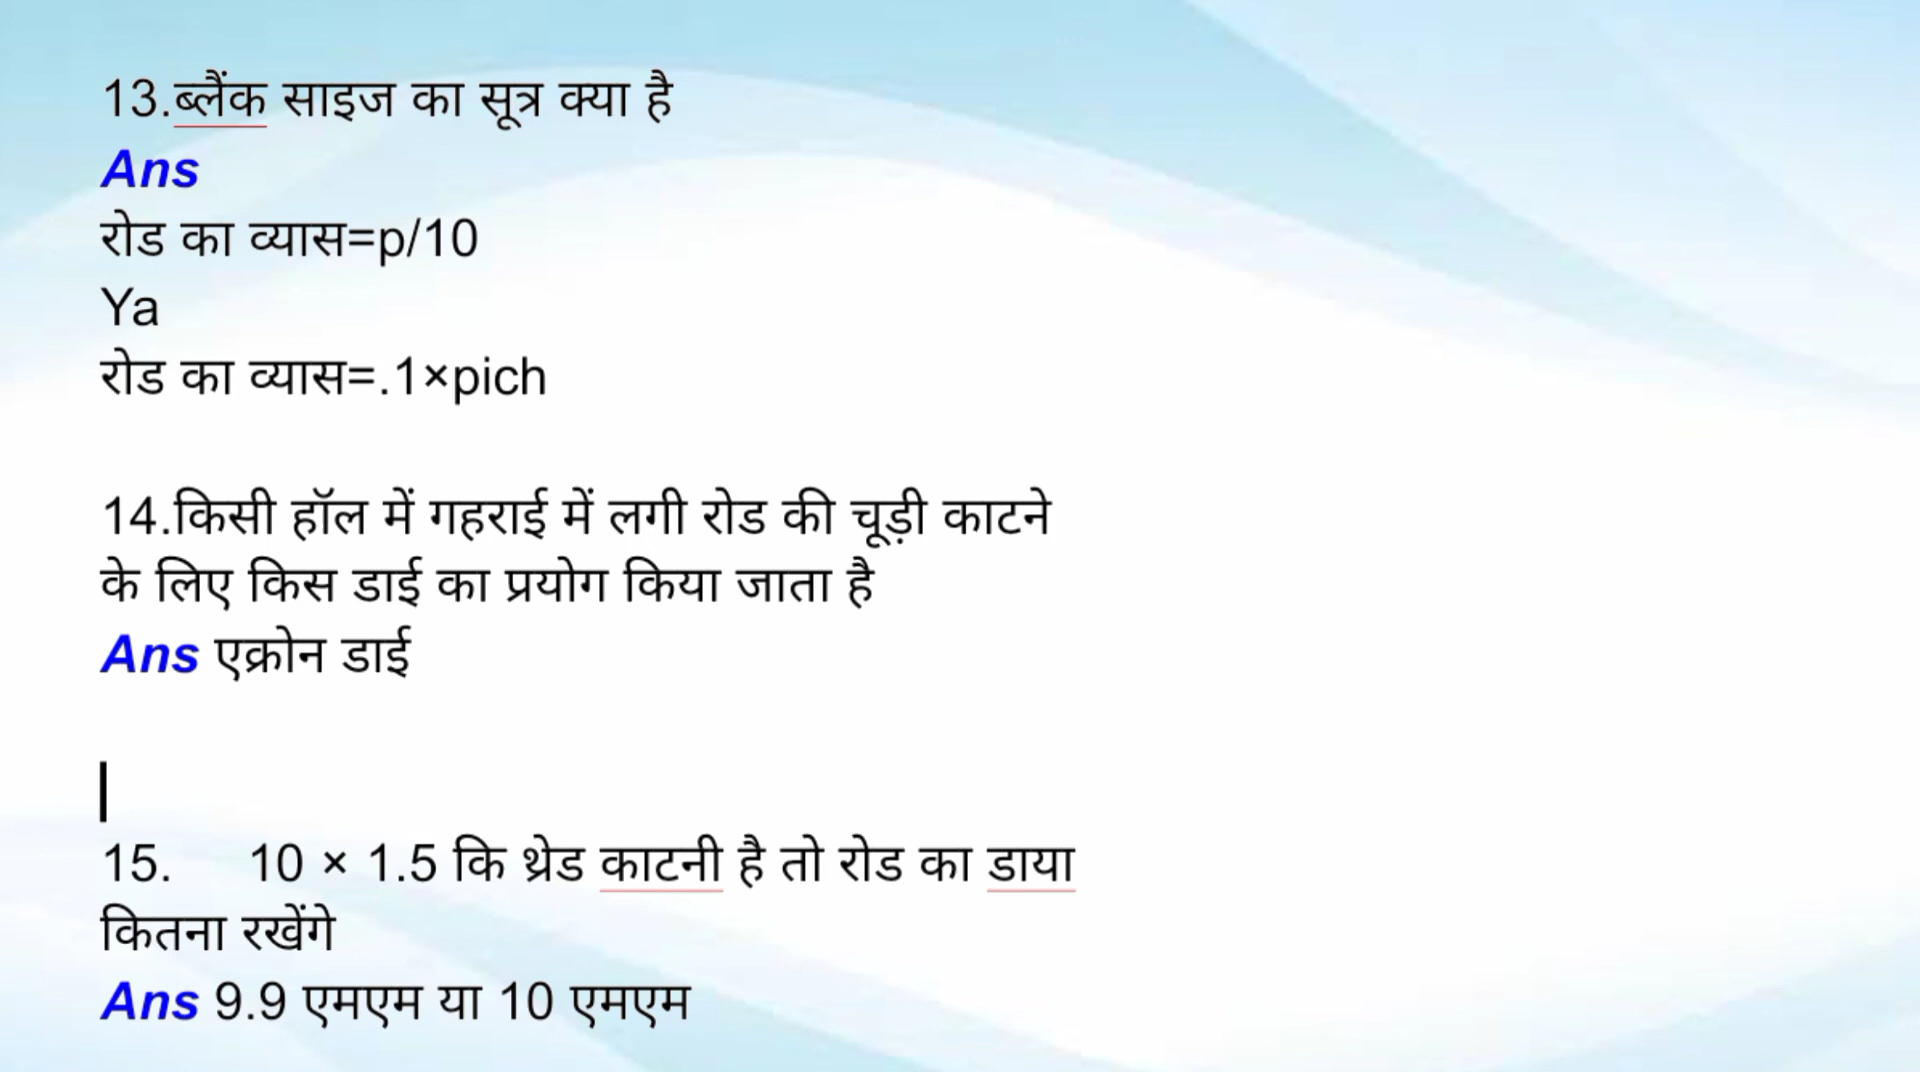 13.ब्लैंक साइज का सूत्र क्या है
Ans
रोड का व्यास=p/10
Ya
रोड का व्यास=.1×pich
14.किसी हॉल में गहराई में लगी रोड की चूड़ी काटने
के लिए किस डाई का प्रयोग किया जाता है
Ans एक्रोन डाई
15. 10 × 1.5 कि थ्रेड काटनी है तो रोड का डाया
कितना रखेंगे
Ans 9.9 एमएम या 10 एमएम